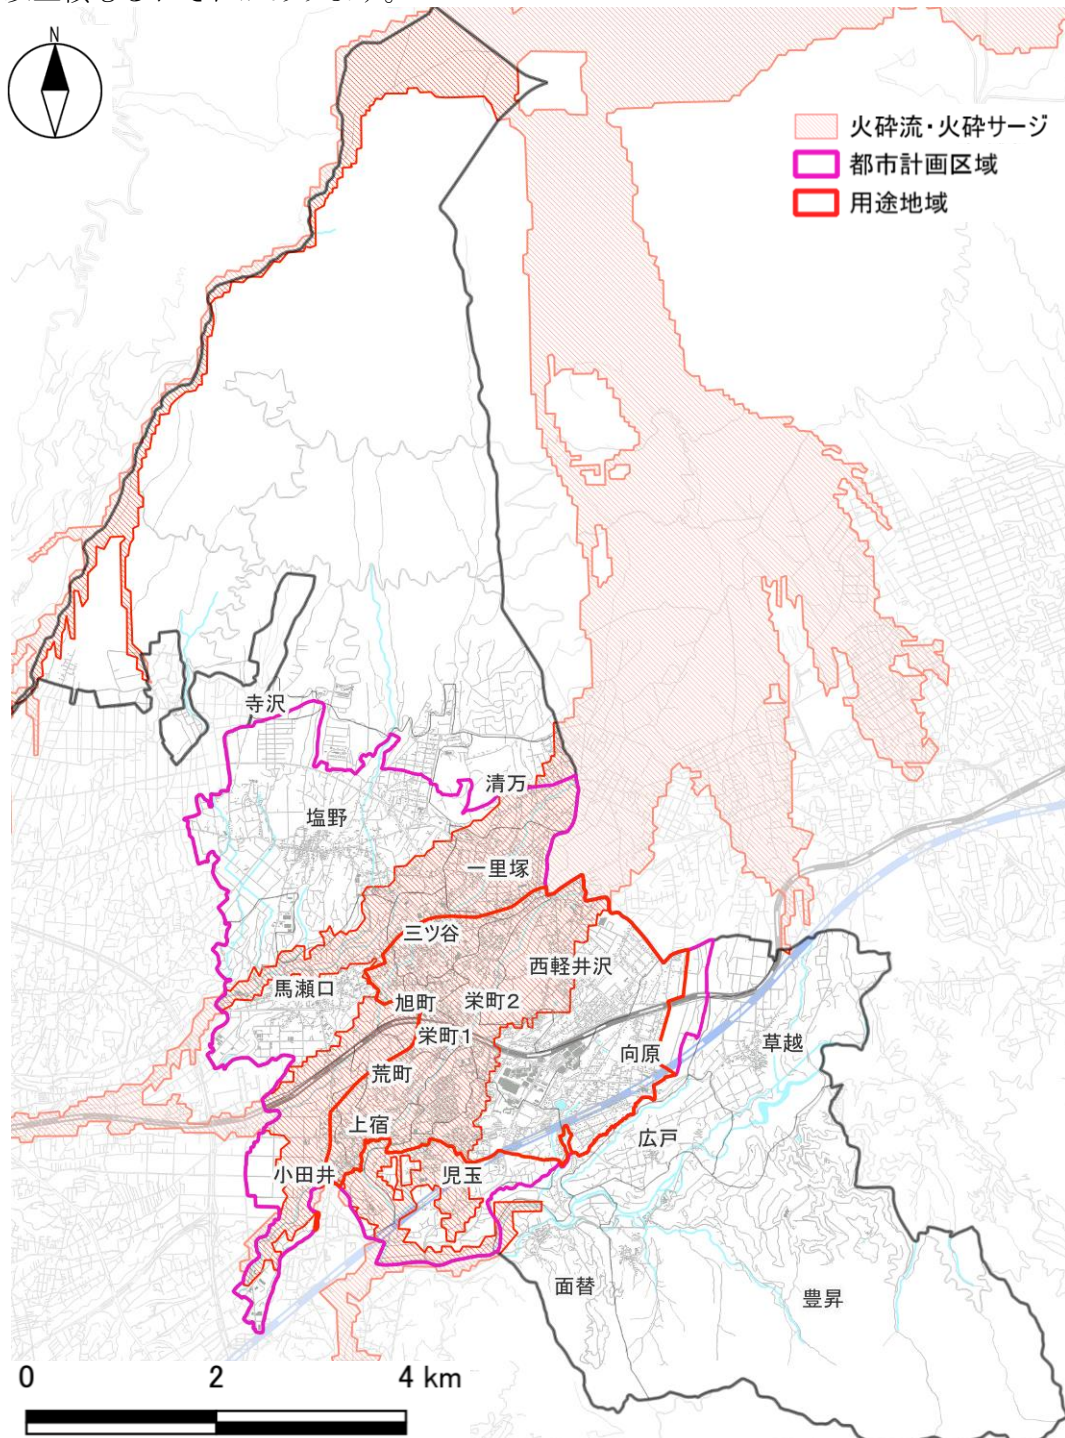 N
火砕流・火砕サージ
都市計画区域
用途地域
寺沢
清万
塩野
一里塚
三ツ谷
西軽井沢
馬瀬口
旭町
栄町2
栄町1
向原
草越
荒町
上宿
広戸
小田井
児玉
面替
豊昇
0 2 4 km